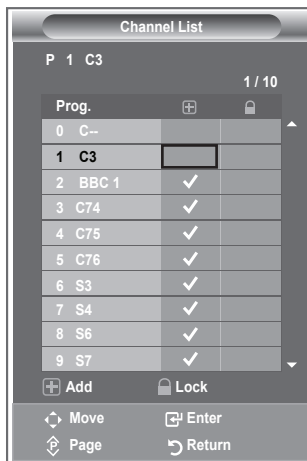 Channel List
P 1 C3
1 / 10
Prog.
0 C--
1 C3
2 BBC 1
3 C74
4 C75
5 C76
6 S3
7 S4
8 S6
9 S7
Add Lock
Move Enter
P Page Return